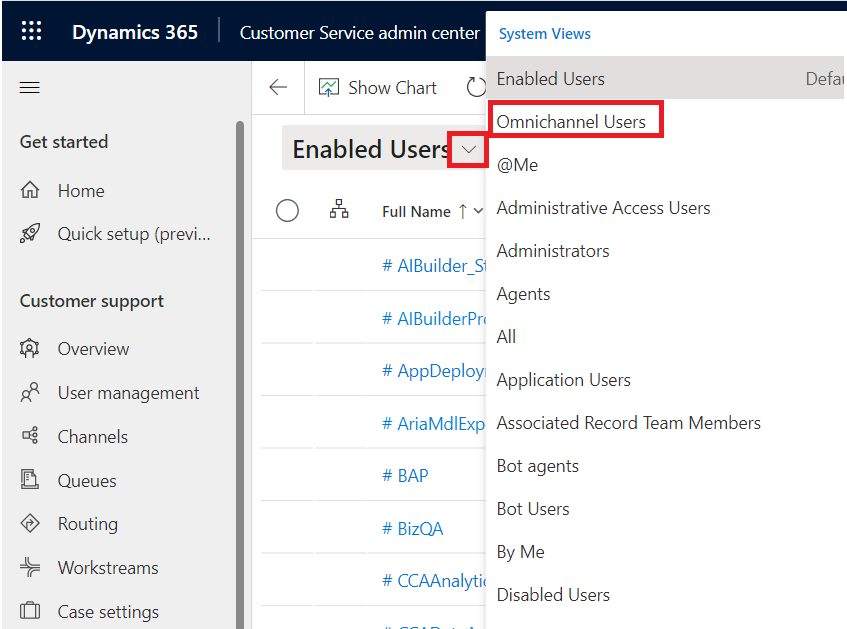 Dynamics 365
Customer Service admin center
Get started
Home
Quick setup (previ...
Customer support
Overview
User management
Channels
Queues
Routing
Workstreams
Case settings
Show Chart
Enabled Users
Full Name
# AIBuilder_St
# AIBuilderPro
# AppDeploy
# AriaMdlExp
# BAP
# BizQA
# CCAAnalytic
System Views
Enabled Users
Defau
Omnichannel Users
@Me
Administrative Access Users
Administrators
Agents
All
Application Users
Associated Record Team Members
Bot agents
Bot Users
By Me
Disabled Users